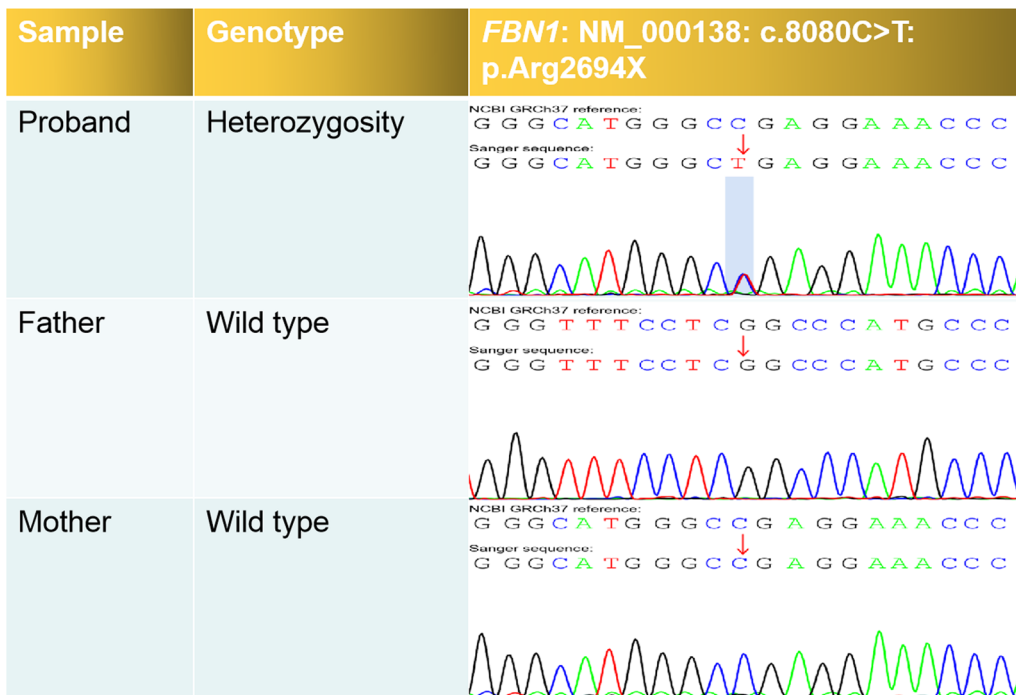 Sample Genotype FBN1: NM_000138: c.8080C>T:
p.Arg2694X
Proband Heterozygosity
NCBI GRCh37 reference:
G G G C A T G G G C C G A G G A A A C C C
Sanger sequence:
G G G C A T G G G C T G A G G A A A C C C
Father Wild type
NCBI GRCh37 reference:
G G G T T T C C T C G G C C C A T G C C C
Sanger sequence:
G G G T T T C C T C G G C C C A T G C C C
Mother Wild type
NCBI GRCh37 reference:
G G G C A T G G G C C G A G G A A A C C C
Sanger sequence:
G G G C A T G G G C C G A G G A A A C C C